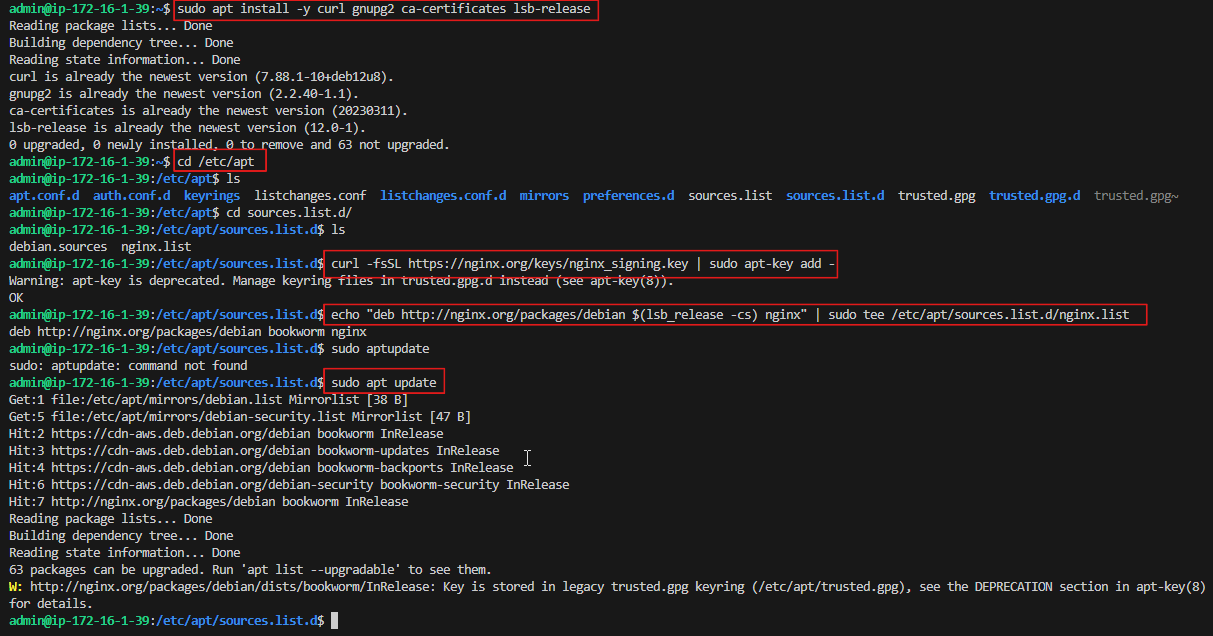 admin@ip-172-16-1-39:~$ sudo apt install -y curl gnupg2 ca-certificates lsb-release
Reading package lists... Done
Building dependency tree... Done
Reading state information... Done
curl is already the newest version (7.88.1-10+deb12u8).
gnupg2 is already the newest version (2.2.40-1.1).
ca-certificates is already the newest version (20230311).
lsb-release is already the newest version (12.0-1).
0 upgraded, 0 newly installed, 0 to remove and 63 not upgraded.
admin@ip-172-16-1-39:~$ cd /etc/apt
admin@ip-172-16-1-39:/etc/apt$ ls
apt.conf.d  auth.conf.d  keyrings  listchanges.conf  listchanges.conf.d  mirrors  preferences.d  sources.list  sources.list.d  trusted.gpg  trusted.gpg.d  trusted.gpg~
admin@ip-172-16-1-39:/etc/apt$ cd sources.list.d/
admin@ip-172-16-1-39:/etc/apt/sources.list.d$ ls
debian.sources  nginx.list
admin@ip-172-16-1-39:/etc/apt/sources.list.d$ curl -fsSL https://nginx.org/keys/nginx_signing.key | sudo apt-key add -
Warning: apt-key is deprecated. Manage keyring files in trusted.gpg.d instead (see apt-key(8)).
OK
admin@ip-172-16-1-39:/etc/apt/sources.list.d$ echo "deb http://nginx.org/packages/debian $(lsb_release -cs) nginx" | sudo tee /etc/apt/sources.list.d/nginx.list
deb http://nginx.org/packages/debian bookworm nginx
admin@ip-172-16-1-39:/etc/apt/sources.list.d$ sudo aptupdate
sudo: aptupdate: command not found
admin@ip-172-16-1-39:/etc/apt/sources.list.d$ sudo apt update
Get:1 file:/etc/apt/mirrors/debian.list Mirrorlist [38 B]
Get:5 file:/etc/apt/mirrors/debian-security.list Mirrorlist [47 B]
Hit:2 https://cdn-aws.deb.debian.org/debian bookworm InRelease
Hit:3 https://cdn-aws.deb.debian.org/debian bookworm-updates InRelease
Hit:4 https://cdn-aws.deb.debian.org/debian bookworm-backports InRelease
Hit:6 https://cdn-aws.deb.debian.org/debian-security bookworm-security InRelease
Hit:7 http://nginx.org/packages/debian bookworm InRelease
Reading package lists... Done
Building dependency tree... Done
Reading state information... Done
63 packages can be upgraded. Run 'apt list --upgradable' to see them.
W: http://nginx.org/packages/debian/dists/bookworm/InRelease: Key is stored in legacy trusted.gpg keyring (/etc/apt/trusted.gpg), see the DEPRECATION section in apt-key(8)
for details.
admin@ip-172-16-1-39:/etc/apt/sources.list.d$